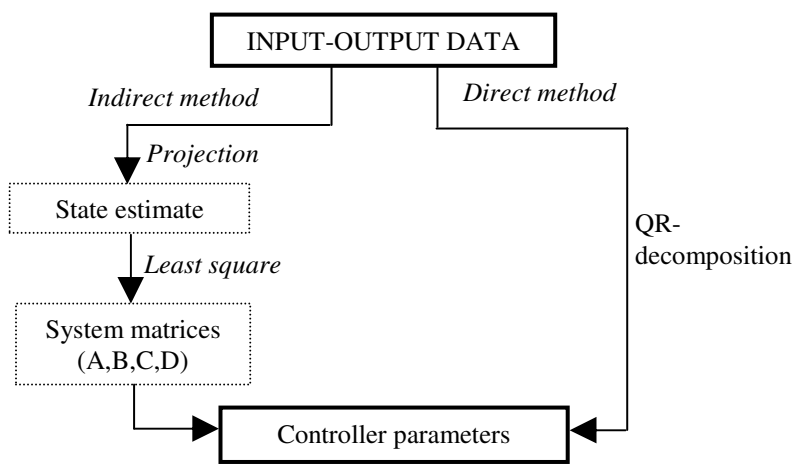 INPUT-OUTPUT DATA
Indirect method
Direct method
Projection
State estimate
QR-
decomposition
Least square
System matrices
(A,B,C,D)
Controller parameters